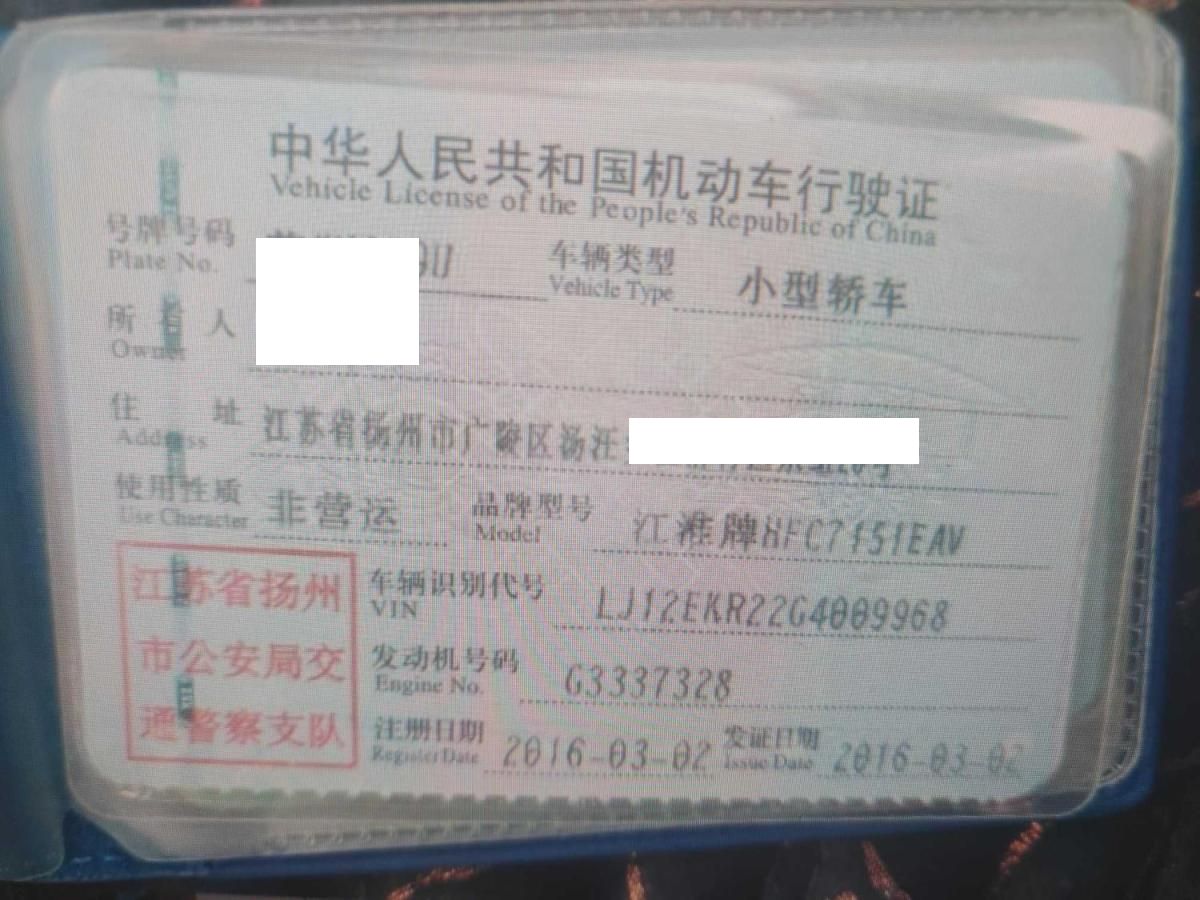 中华人民共和国机动车行驶证
Vehicle License of the People's Republic of China
号牌号码 车辆类型 小型轿车
Plate No. Vehicle Type
所有人
Owner
住址 江苏省扬州市广陵区汤汪
Address
使用性质 非营运 品牌型号 江淮牌HFC7151EAV
Use Character Model
江苏省扬州
市公安局交
通警察支队
车辆识别代号 LJ12EKR22G4009968
VIN
发动机号码 G3337328
Engine No.
注册日期 2016-03-02 发证日期 2016-03-02
Register Date Issue Date